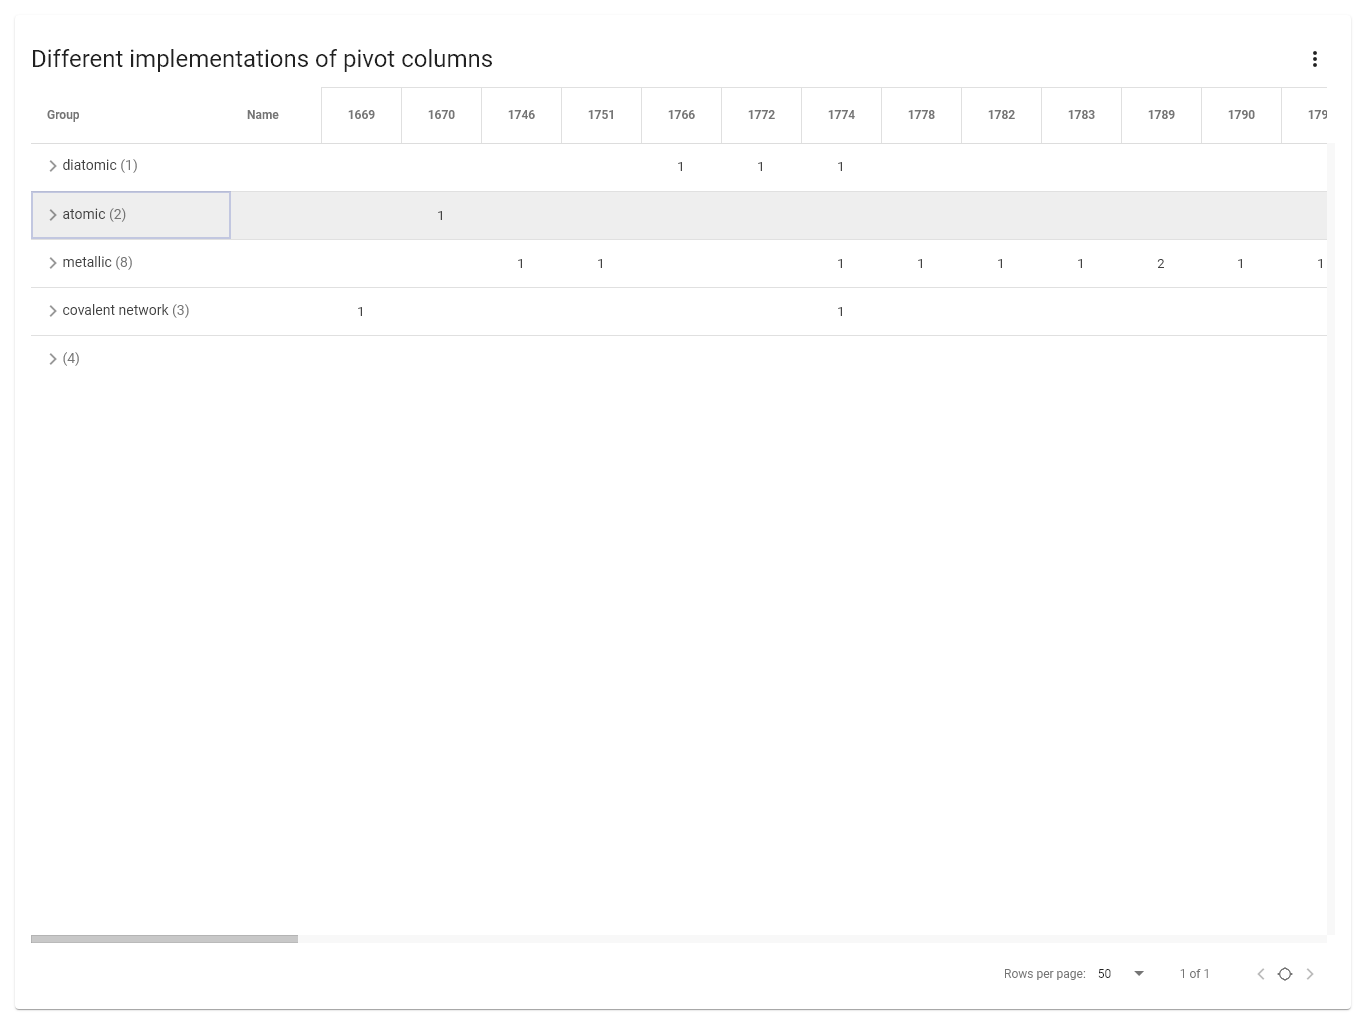 Different implementations of pivot columns
Group Name 1669 1670 1746 1751 1766 1772 1774 1778 1782 1783 1789 1790 179
diatomic (1) 1 1 1
atomic (2) 1
metallic (8) 1 1 1 1 1 1 2 1 1
covalent network (3) 1 1
(4)
Rows per page: 50 1 of 1